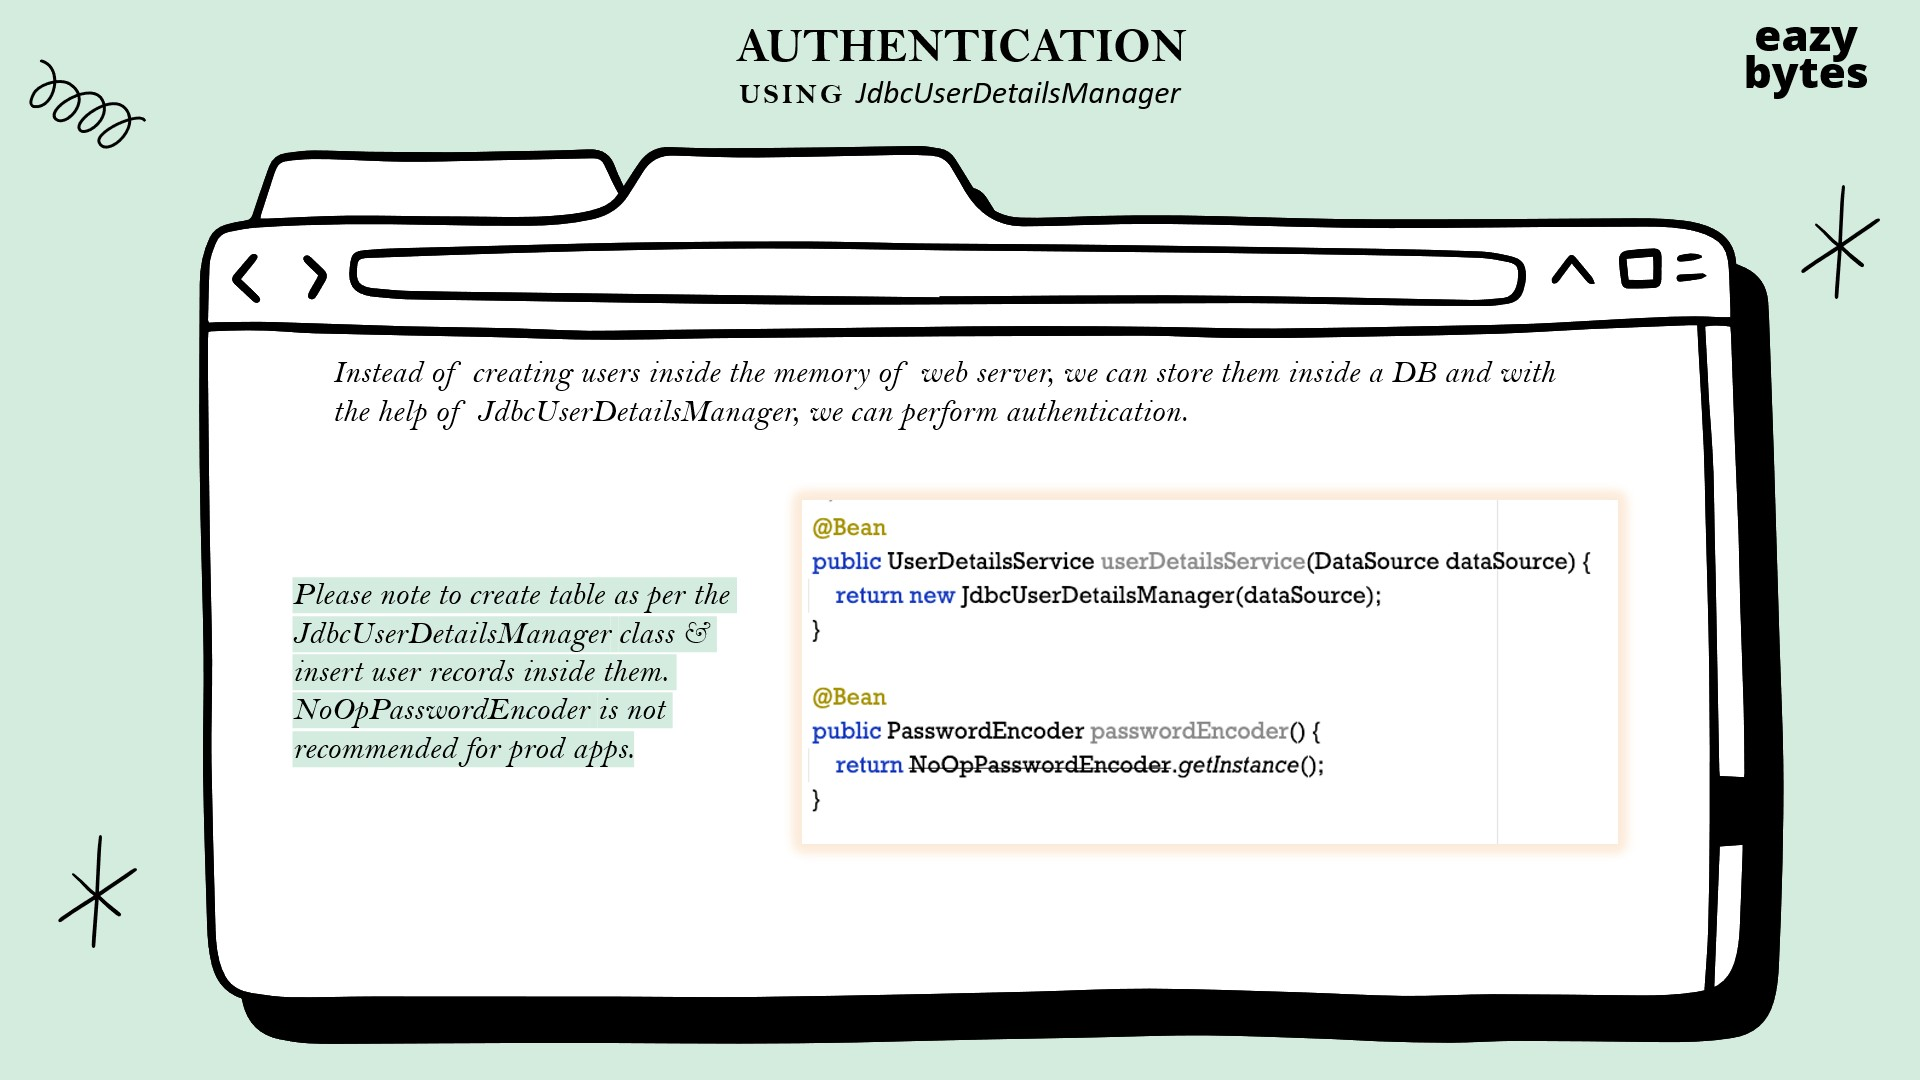 AUTHENTICATION
USING JdbcUserDetailsManager
eazy
bytes
Instead of creating users inside the memory of web server, we can store them inside a DB and with
the help of JdbcUserDetailsManager, we can perform authentication.
Please note to create table as per the
JdbcUserDetailsManager class &
insert user records inside them.
NoOpPasswordEncoder is not
recommended for prod apps.
@Bean
public UserDetailsService userDetailsService(DataSource dataSource) {
return new JdbcUserDetailsManager(dataSource);
}
@Bean
public PasswordEncoder passwordEncoder() {
return NoOpPasswordEncoder.getInstance();
}